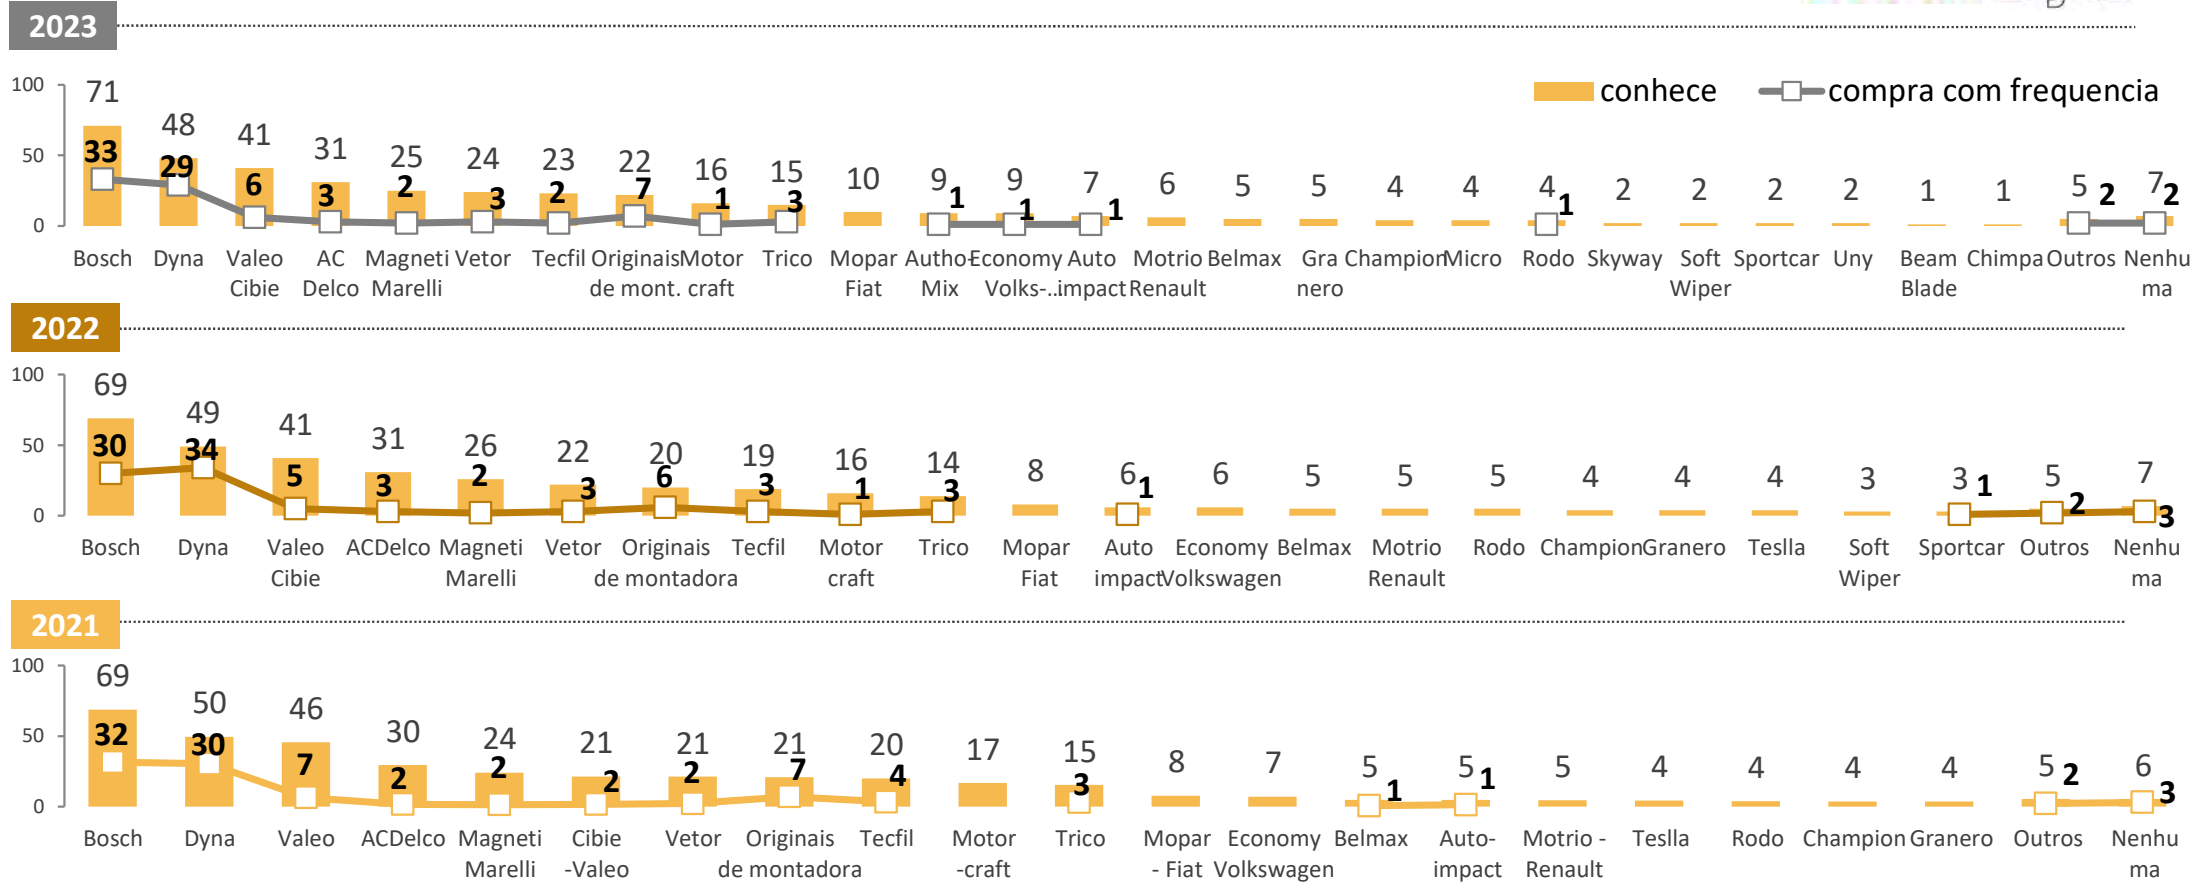 2023
conhece
compra com frequencia
100
50
0
71 48 41 31 25 24 23 22 16 15 10 9 9 7 6 5 5 4 4 4 2 2 2 2 1 1 5 7
33 29 6 3 2 3 2 7 1 3 1 1 1 1 2 2
Bosch Dyna Valeo AC Magneti Vetor Tecfil Originais Motor Trico Mopar Autho- Economy Auto Motrio Belmax Gra Champion Micro Rodo Skyway Soft Sportcar Uny Beam Chimpa Outros Nenhu
Cibie Delco Marelli de mont. craft Fiat Mix Volks-... impact Renault nero Wiper Blade ma
2022
100
50
0
69 49 41 31 26 22 20 19 16 14 8 6 6 5 5 5 4 4 4 3 3 5 7
30 34 5 3 2 3 6 3 1 3 1 1 2 3
Bosch Dyna Valeo ACDelco Magneti Vetor Originais Tecfil Motor Trico Mopar Auto Economy Belmax Motrio Rodo Champion Granero Teslla Soft Sportcar Outros Nenhu
Cibie Marelli de montadora craft Fiat impact Volkswagen Renault Wiper ma
2021
100
50
0
69 50 46 30 24 21 21 21 20 17 15 8 7 5 5 5 4 4 4 4 5 6
32 30 7 2 2 2 2 7 4 3 1 1 2 3
Bosch Dyna Valeo ACDelco Magneti Cibie Vetor Originais Tecfil Motor Trico Mopar Economy Belmax Auto- Motrio - Teslla Rodo Champion Granero Outros Nenhu
Marelli -Valeo de montadora -craft - Fiat Volkswagen impact Renault ma